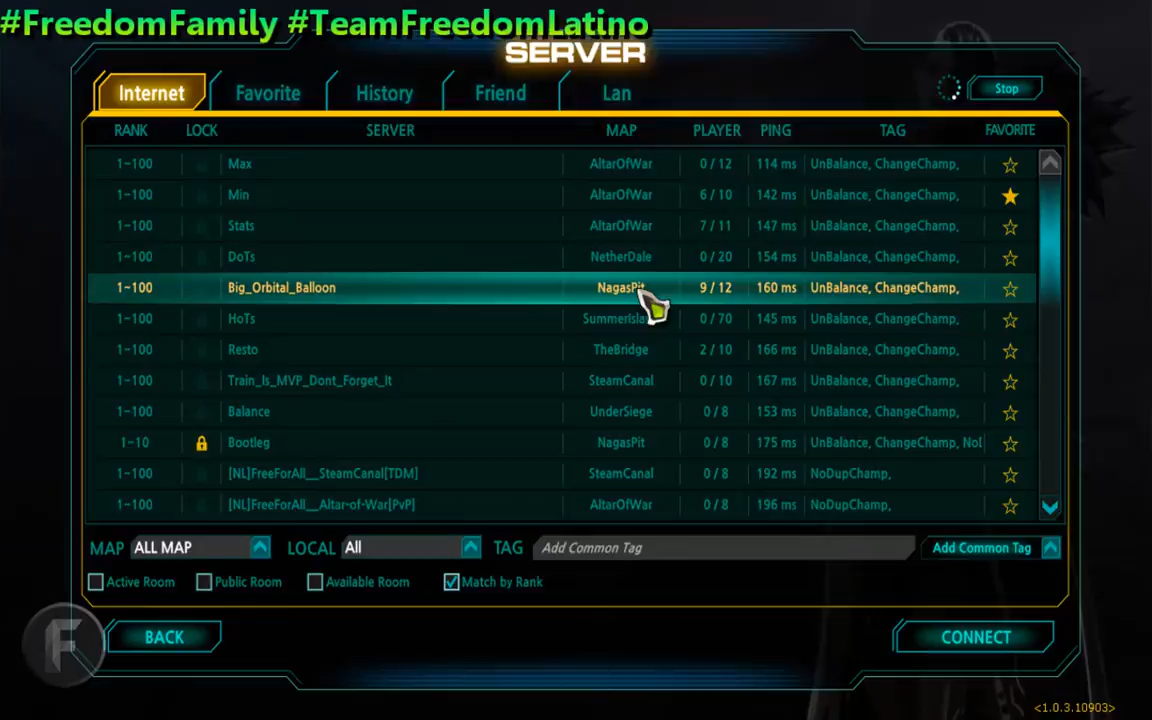 #FreedomFamily #TeamFreedomLatino
SERVER
Internet Favorite History Friend Lan Stop
RANK LOCK SERVER MAP PLAYER PING TAG FAVORITE
1~100 Max AltarOfWar 0 / 12 114 ms UnBalance, ChangeChamp,
1~100 Min AltarOfWar 6 / 10 142 ms UnBalance, ChangeChamp,
1~100 Stats AltarOfWar 7 / 11 147 ms UnBalance, ChangeChamp,
1~100 DoTs NetherDale 0 / 20 154 ms UnBalance, ChangeChamp,
1~100 Big_Orbital_Balloon NagasPit 9 / 12 160 ms UnBalance, ChangeChamp,
1~100 HoTs 0 / 70 145 ms UnBalance, ChangeChamp,
1~100 Resto TheBridge 2 / 10 166 ms UnBalance, ChangeChamp,
1~100 Train_Is_MVP_Dont_Forget_It SteamCanal 0 / 10 167 ms UnBalance, ChangeChamp,
1~100 Balance UnderSiege 0 / 8 153 ms UnBalance, ChangeChamp,
1~10 Bootleg NagasPit 0 / 8 175 ms UnBalance, ChangeChamp,
1~100 [NL]FreeForAll__SteamCanal[TDM] SteamCanal 0 / 8 192 ms NoDupChamp,
1~100 [NL]FreeForAll__Altar-of-War[PvP] AltarOfWar 0 / 8 196 ms NoDupChamp,
MAP ALL MAP LOCAL All TAG Add Common Tag Add Common Tag
Active Room Public Room Available Room Match by Rank
F BACK CONNECT
<1.0.3.10903>